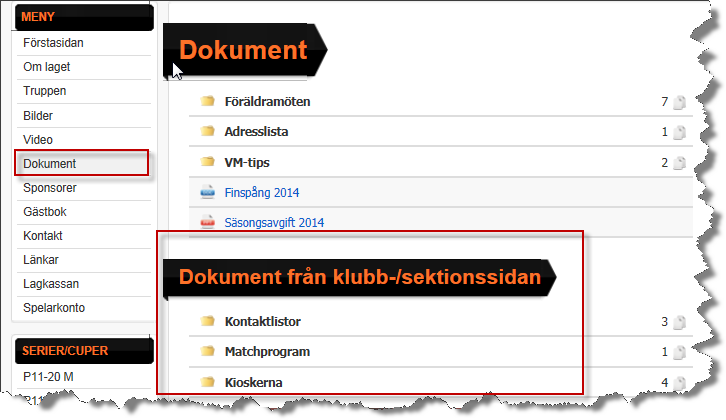 MENY
Förstasidan
Om laget
Truppen
Bilder
Video
Dokument
Sponsorer
Gästbok
Kontakt
Länkar
Lagkassan
Spelarkonto
SERIER/CUPER
P11-20 M
Dokument
Föräldramöten 7
Adresslista 1
VM-tips 2
Finspång 2014
Säsongsavgift 2014
Dokument från klubb-/sektionssidan
Kontaktlistor 3
Matchprogram 1
Kioskerna 4